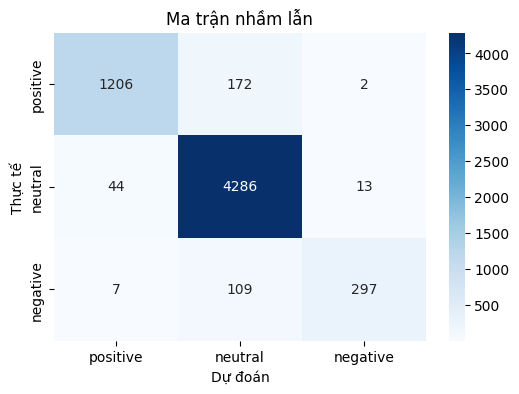 Ma trận nhầm lẫn
Thực tế
positive
neutral
negative
1206 172 2
44 4286 13
7 109 297
positive neutral negative
Dự đoán
4000
3500
3000
2500
2000
1500
1000
500